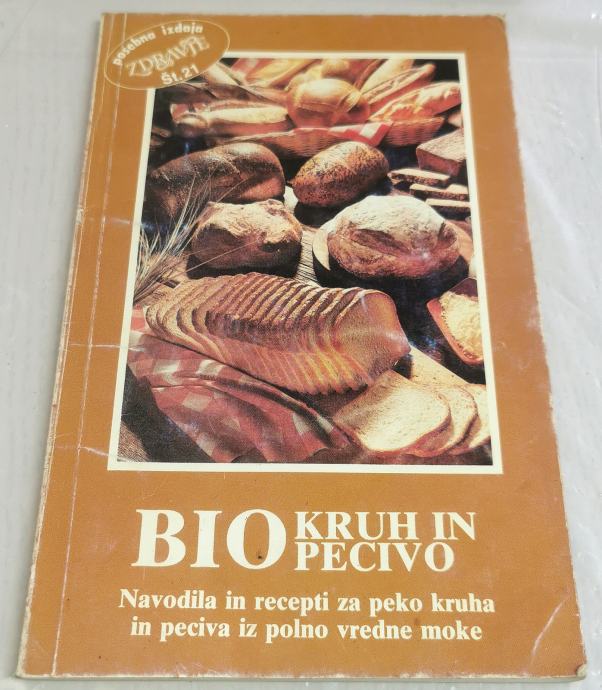 posebna izdaja
ZDRAVJE
Št. 21
BIO KRUH IN
PECIVO
Navodila in recepti za peko kruha
in peciva iz polno vredne moke